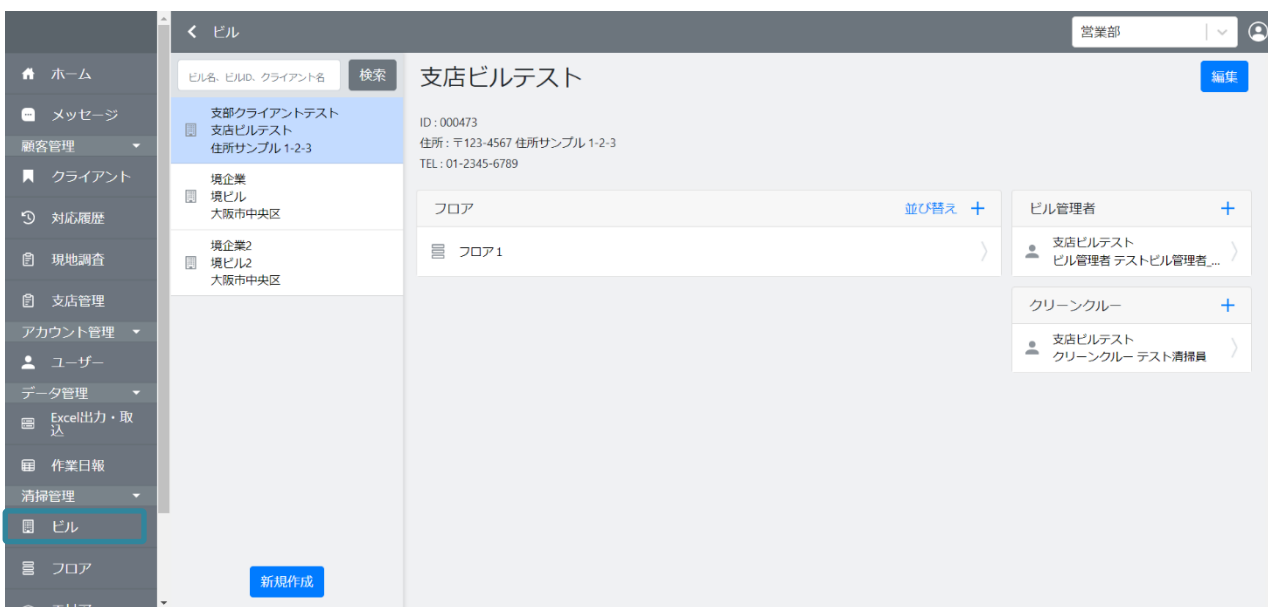 ビル
営業部
ホーム
メッセージ
顧客管理
クライアント
対応履歴
現地調査
支店管理
アカウント管理
ユーザー
データ管理
Excel出力・取
込
作業日報
清掃管理
ビル
フロア
ビル名、ビルID、クライアント名
検索
支部クライアントテスト
支店ビルテスト
住所サンプル 1-2-3
境企業
境ビル
大阪市中央区
境企業2
境ビル2
大阪市中央区
新規作成
支店ビルテスト
編集
ID : 000473
住所 : 〒123-4567 住所サンプル 1-2-3
TEL : 01-2345-6789
フロア
並び替え
フロア1
ビル管理者
支店ビルテスト
ビル管理者 テストビル管理者_...
クリーンクルー
支店ビルテスト
クリーンクルー テスト清掃員